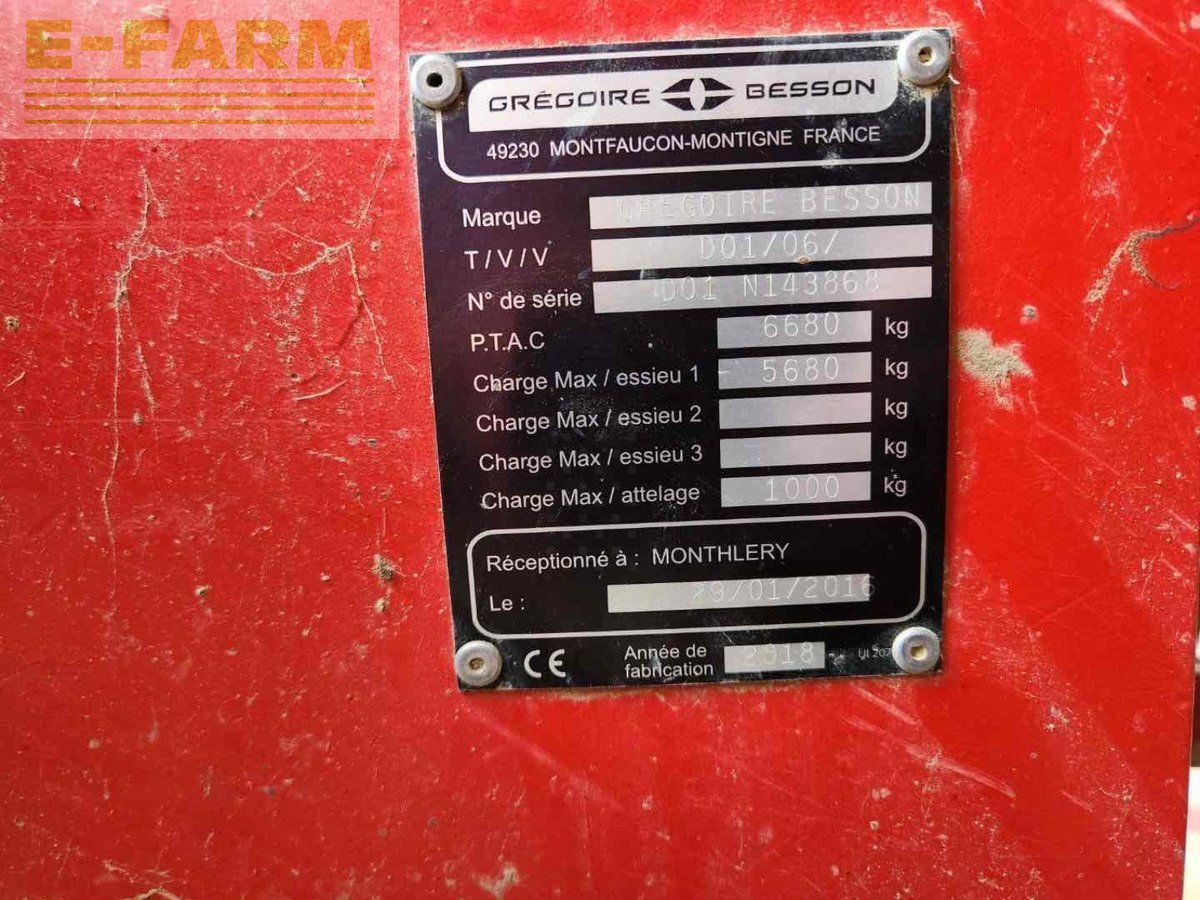 E-FARM
GRÉGOIRE BESSON
49230 MONTFAUCON-MONTIGNE FRANCE
Marque GREGOIRE BESSON
T / V / V D01/06/
N° de série D01 N143868
P.T.A.C 6680 kg
Charge Max / essieu 1 5680 kg
Charge Max / essieu 2 kg
Charge Max / essieu 3 kg
Charge Max / attelage 1000 kg
Réceptionné à : MONTHLERY
Le : 29/01/2016
CE Année de fabrication 2018